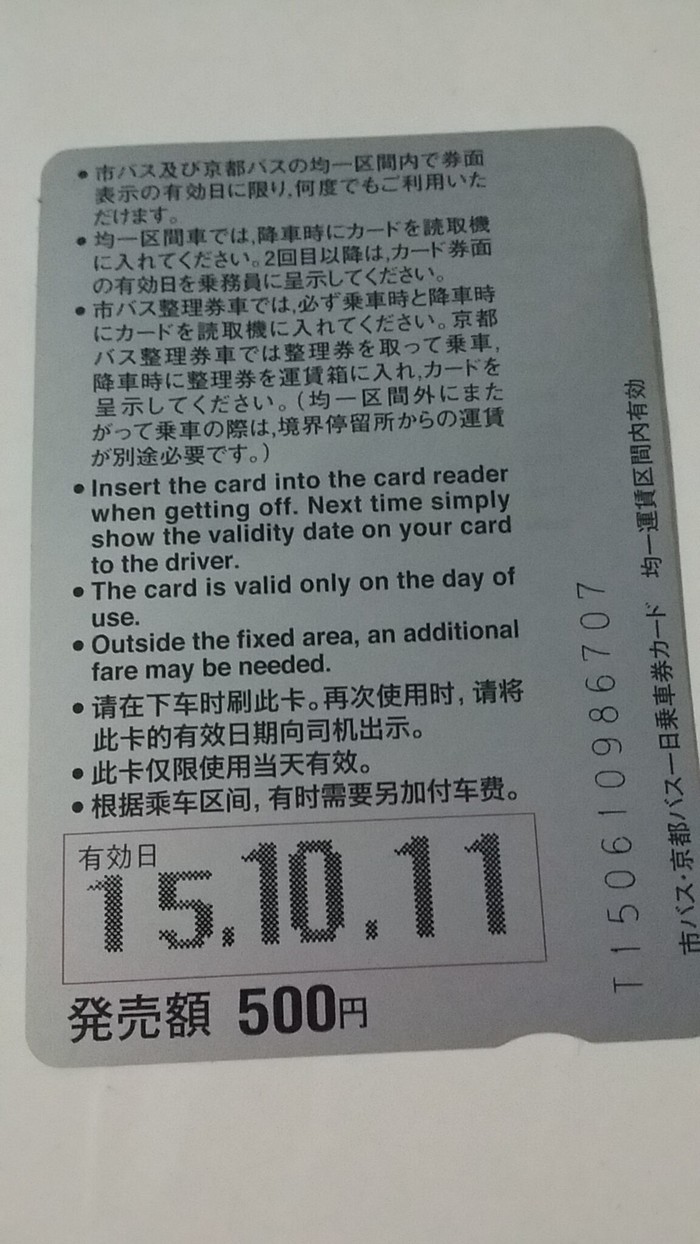 ● 市バス及び京都バスの均一区間内で券面
表示の有効日に限り,何度でもご利用いた
だけます。
● 均一区間車では,降車時にカードを読取機
に入れてください。2回目以降は,カード券面
の有効日を乗務員に呈示してください。
● 市バス整理券車では,必ず乗車時と降車時
にカードを読取機に入れてください。京都
バス整理券車では整理券を取って乗車,
降車時に整理券を運賃箱に入れ,カードを
呈示してください。(均一区間外にまた
がって乗車の際は,境界停留所からの運賃
が別途必要です。)
● Insert the card into the card reader
when getting off. Next time simply
show the validity date on your card
to the driver.
● The card is valid only on the day of
use.
● Outside the fixed area, an additional
fare may be needed.
● 请在下车时刷此卡。再次使用时, 请将
此卡的有效日期向司机出示。
● 此卡仅限使用当天有效。
● 根据乘车区间, 有时需要另加付车费。
有効日
15.10.11
発売額 500円
T150610986707
市バス・京都バス一日乗車券カード 均一運賃区間内有効